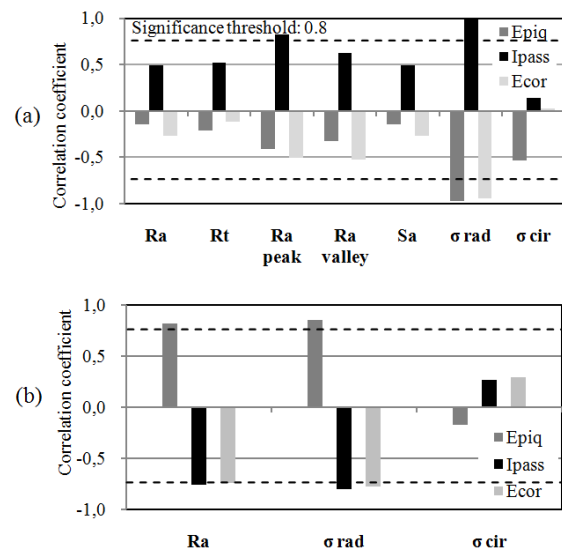 (a)
Correlation coefficient
1,0
0,5
0,0
-0,5
-1,0
Significance threshold: 0.8
Epiq
Ipass
Ecor
Ra
Rt
Ra peak
Ra valley
Sa
σ rad
σ cir
(b)
Correlation coefficient
1,0
0,5
0,0
-0,5
-1,0
Epiq
Ipass
Ecor
Ra
σ rad
σ cir